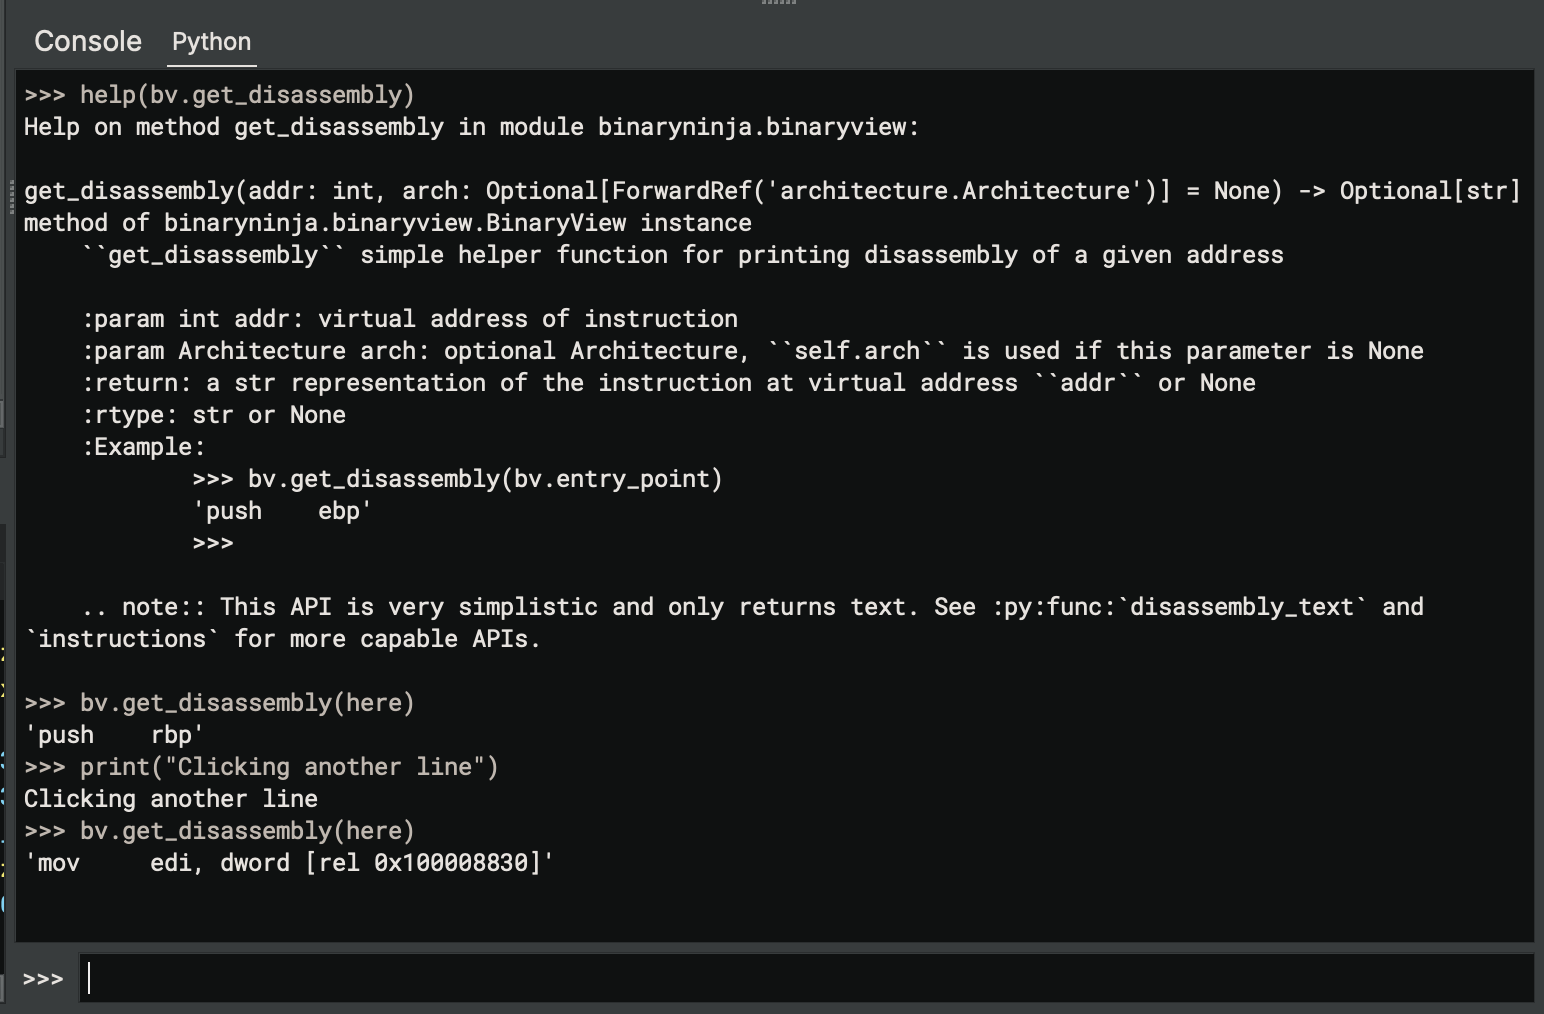 Console Python
>>> help(bv.get_disassembly)
Help on method get_disassembly in module binaryninja.binaryview:

get_disassembly(addr: int, arch: Optional[ForwardRef('architecture.Architecture')] = None) -> Optional[str]
method of binaryninja.binaryview.BinaryView instance
    ``get_disassembly`` simple helper function for printing disassembly of a given address

    :param int addr: virtual address of instruction
    :param Architecture arch: optional Architecture, ``self.arch`` is used if this parameter is None
    :return: a str representation of the instruction at virtual address ``addr`` or None
    :rtype: str or None
    :Example:
            >>> bv.get_disassembly(bv.entry_point)
            'push    ebp'
            >>>

    .. note:: This API is very simplistic and only returns text. See :py:func:`disassembly_text` and
`instructions` for more capable APIs.

>>> bv.get_disassembly(here)
'push    rbp'
>>> print("Clicking another line")
Clicking another line
>>> bv.get_disassembly(here)
'mov     edi, dword [rel 0x100008830]'
>>>